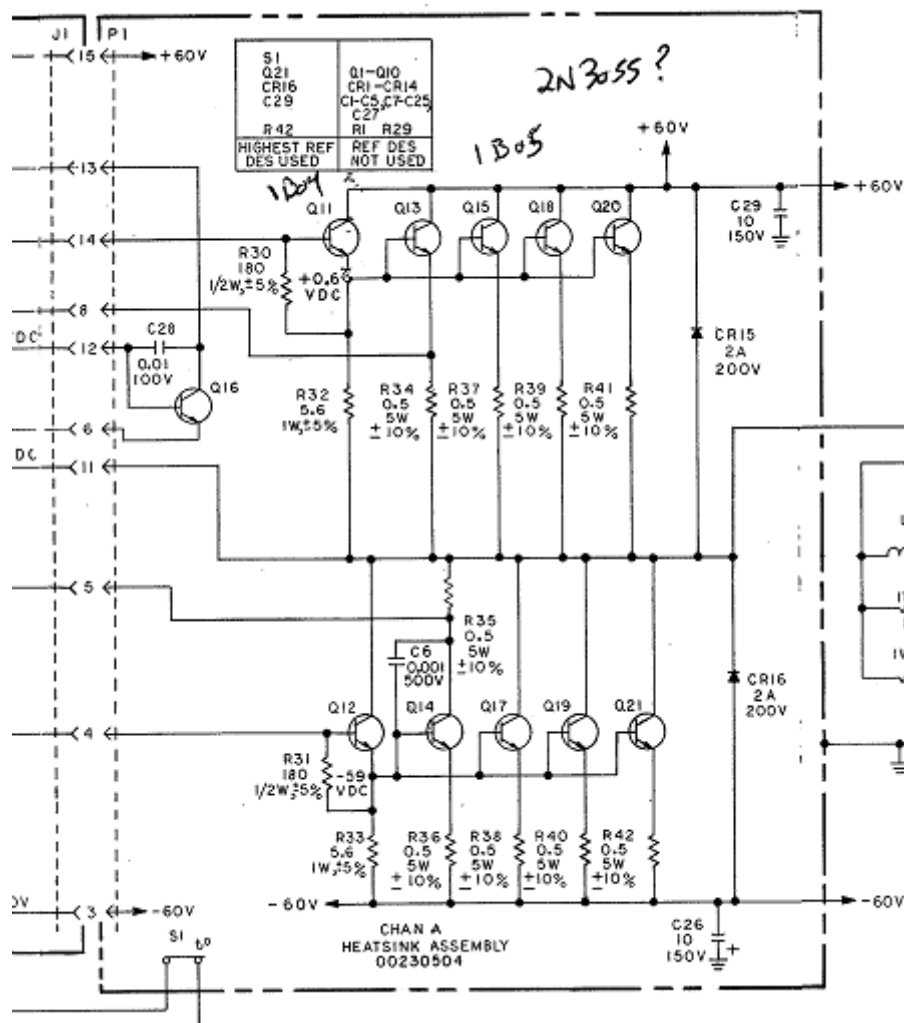 J1 P1
15 +60V
S1
Q21 Q1-Q10
CR16 CR1-CR14
C29 C1-C5,C7-C25,
C27
R42 R1 R29
HIGHEST REF DES USED
REF DES NOT USED
2N3055?
1B05
1B04
+60V
+60V
13
Q11 Q13 Q15 Q18 Q20
C29
10
150V
14
R30
180
1/2W,±5%
+0.6
VDC
8
DC
12
C28
0.01
100V
Q16
CR15
2A
200V
R32
5.6
1W,±5%
R34
0.5
5W
±10%
R37
0.5
5W
±10%
R39
0.5
5W
±10%
R41
0.5
5W
±10%
6
DC
11
5
R35
0.5
5W
±10%
C6
0.001
500V
CR16
2A
200V
Q12 Q14 Q17 Q19 Q21
4
R31
180
1/2W,±5%
-59
VDC
R33
5.6
1W,±5%
R36
0.5
5W
±10%
R38
0.5
5W
±10%
R40
0.5
5W
±10%
R42
0.5
5W
±10%
3 -60V
-60V
-60V
C26
10
150V +
S1 t°
CHAN A
HEATSINK ASSEMBLY
00230504